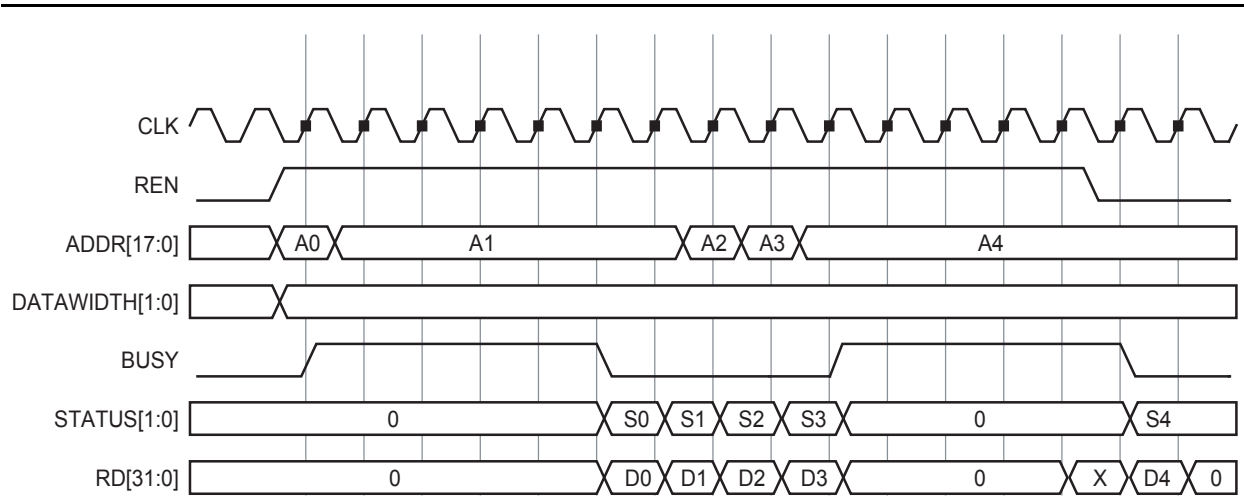 CLK
REN
ADDR[17:0] A0 A1 A2 A3 A4
DATAWIDTH[1:0]
BUSY
STATUS[1:0] 0 S0 S1 S2 S3 0 S4
RD[31:0] 0 D0 D1 D2 D3 0 X D4 0